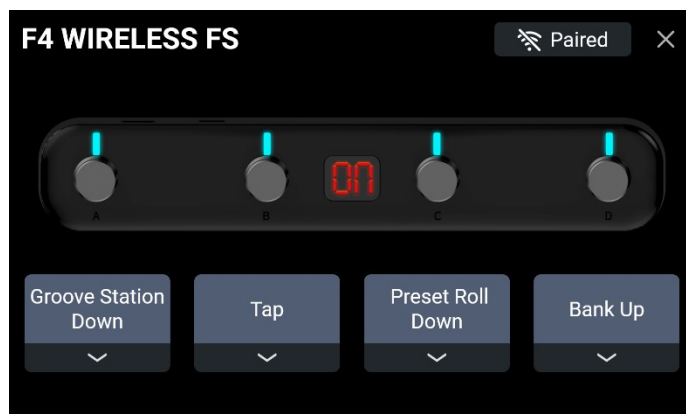 F4 WIRELESS FS
Paired
ON
A
B
C
D
Groove Station
Down
Tap
Preset Roll
Down
Bank Up